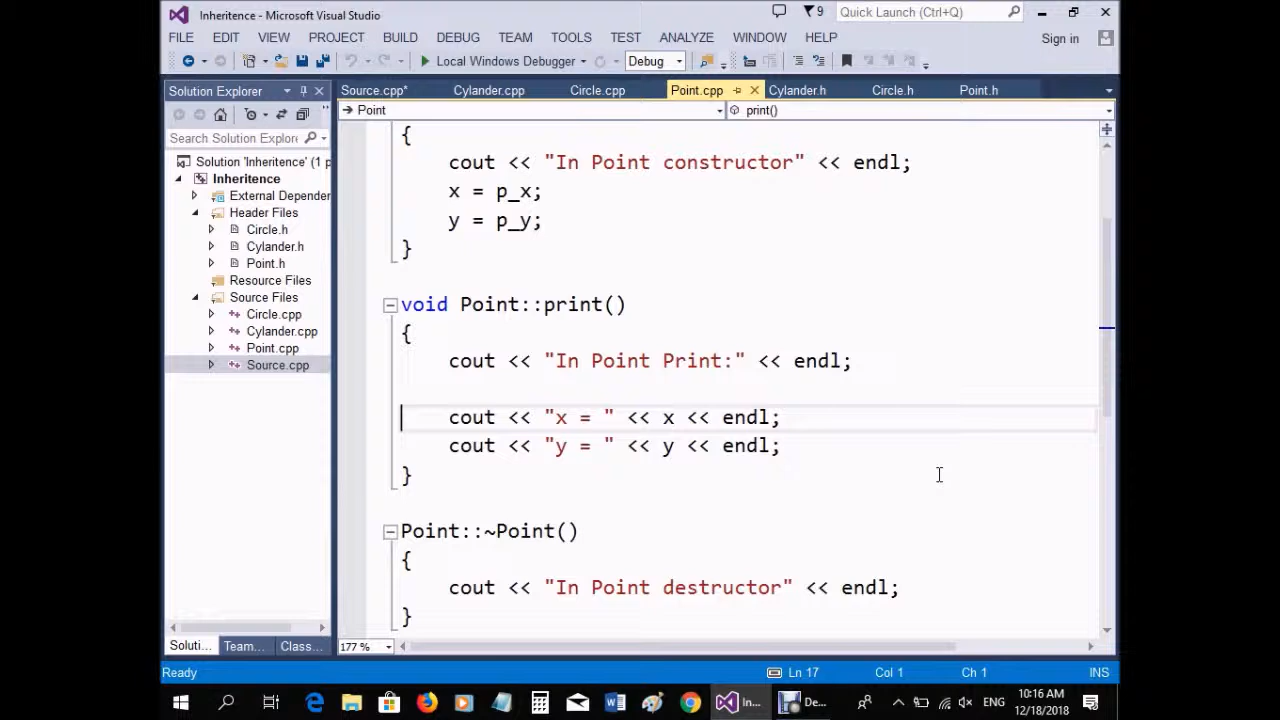 Inheritence - Microsoft Visual Studio
9
Quick Launch (Ctrl+Q)
FILE EDIT VIEW PROJECT BUILD DEBUG TEAM TOOLS TEST ANALYZE WINDOW HELP
Sign in
Local Windows Debugger
Debug
Solution Explorer
Source.cpp* Cylander.cpp Circle.cpp Point.cpp Cylander.h Circle.h Point.h
Point
print()
Search Solution Explor
Solution 'Inheritence' (1 p
Inheritence
External Depender
Header Files
Circle.h
Cylander.h
Point.h
Resource Files
Source Files
Circle.cpp
Cylander.cpp
Point.cpp
Source.cpp
{
cout << "In Point constructor" << endl;
x = p_x;
y = p_y;
}
void Point::print()
{
cout << "In Point Print:" << endl;
cout << "x = " << x << endl;
cout << "y = " << y << endl;
}
Point::~Point()
{
cout << "In Point destructor" << endl;
}
Soluti... Team... Class...
177 %
Ready
Ln 17
Col 1
Ch 1
INS
In...
De...
ENG
10:16 AM
12/18/2018